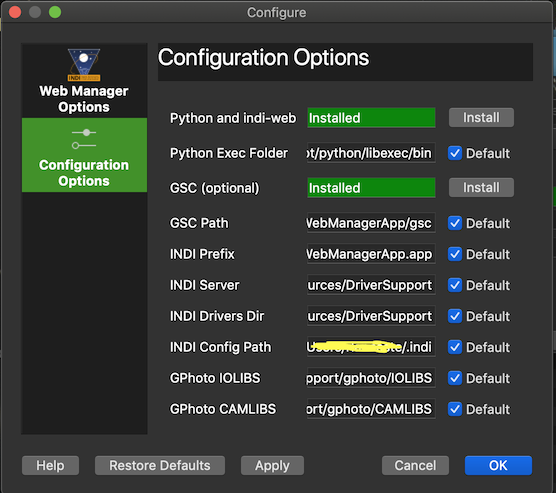 Configure
INDI
Web Manager
Options
Configuration
Options
Configuration Options
Python and indi-web Installed Install
Python Exec Folder ot/python/libexec/bin Default
GSC (optional) Installed Install
GSC Path WebManagerApp/gsc Default
INDI Prefix WebManagerApp.app Default
INDI Server urces/DriverSupport Default
INDI Drivers Dir urces/DriverSupport Default
INDI Config Path /.indi Default
GPhoto IOLIBS pport/gphoto/IOLIBS Default
GPhoto CAMLIBS ort/gphoto/CAMLIBS Default
Help Restore Defaults Apply Cancel OK